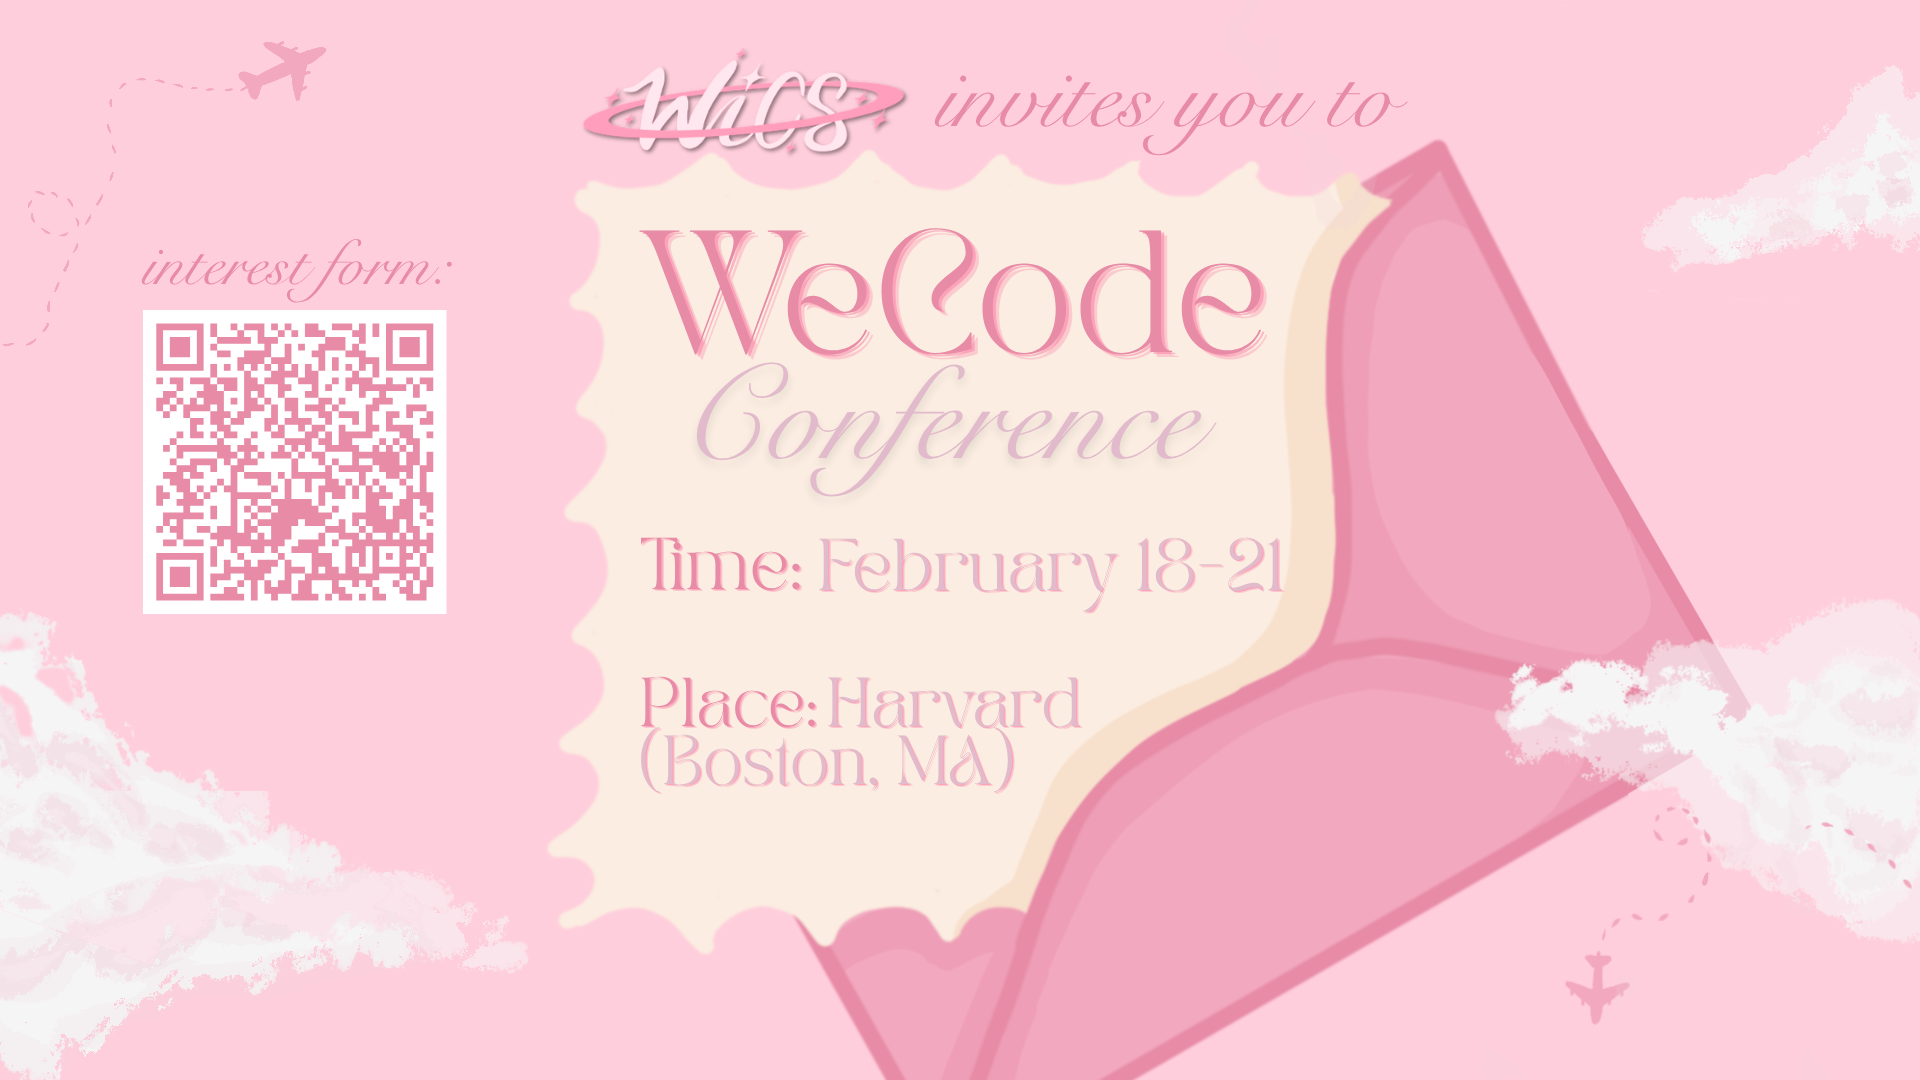 WiCS invites you to
interest form:
WeCode
Conference
Time: February 18-21
Place: Harvard
(Boston, MA)